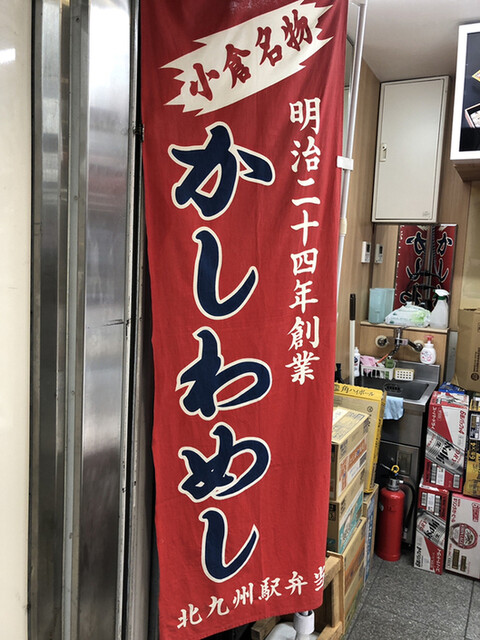 小倉名物
明治二十四年創業
かしわめし
北九州駅弁当